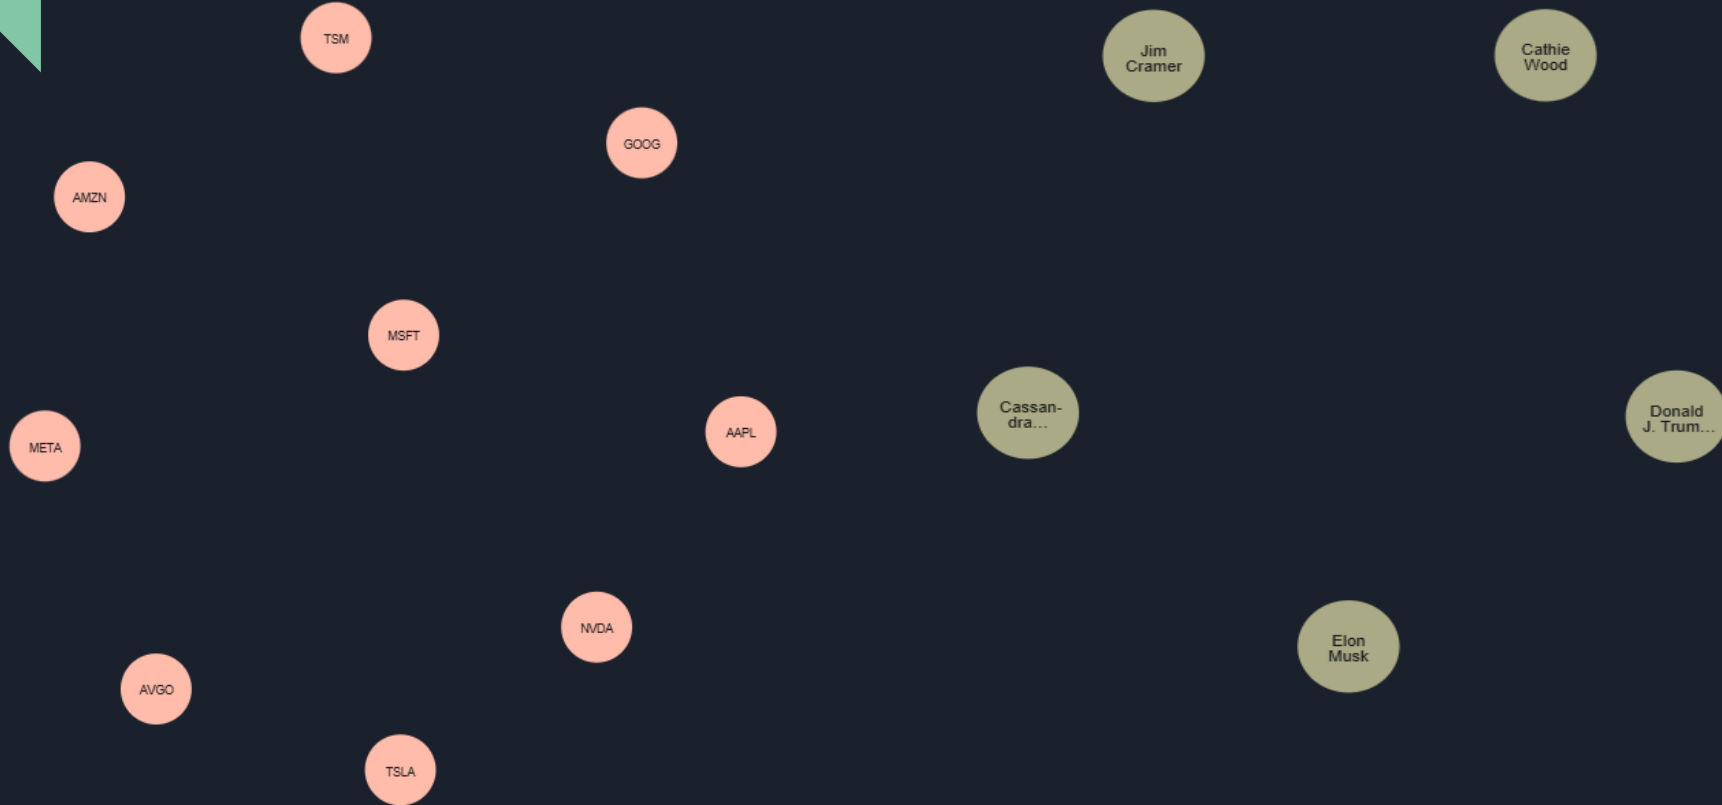 TSM
Jim
Cramer
Cathie
Wood
GOOG
AMZN
MSFT
META
AAPL
Cassan-
dra...
Donald
J. Trum...
NVDA
Elon
Musk
AVGO
TSLA